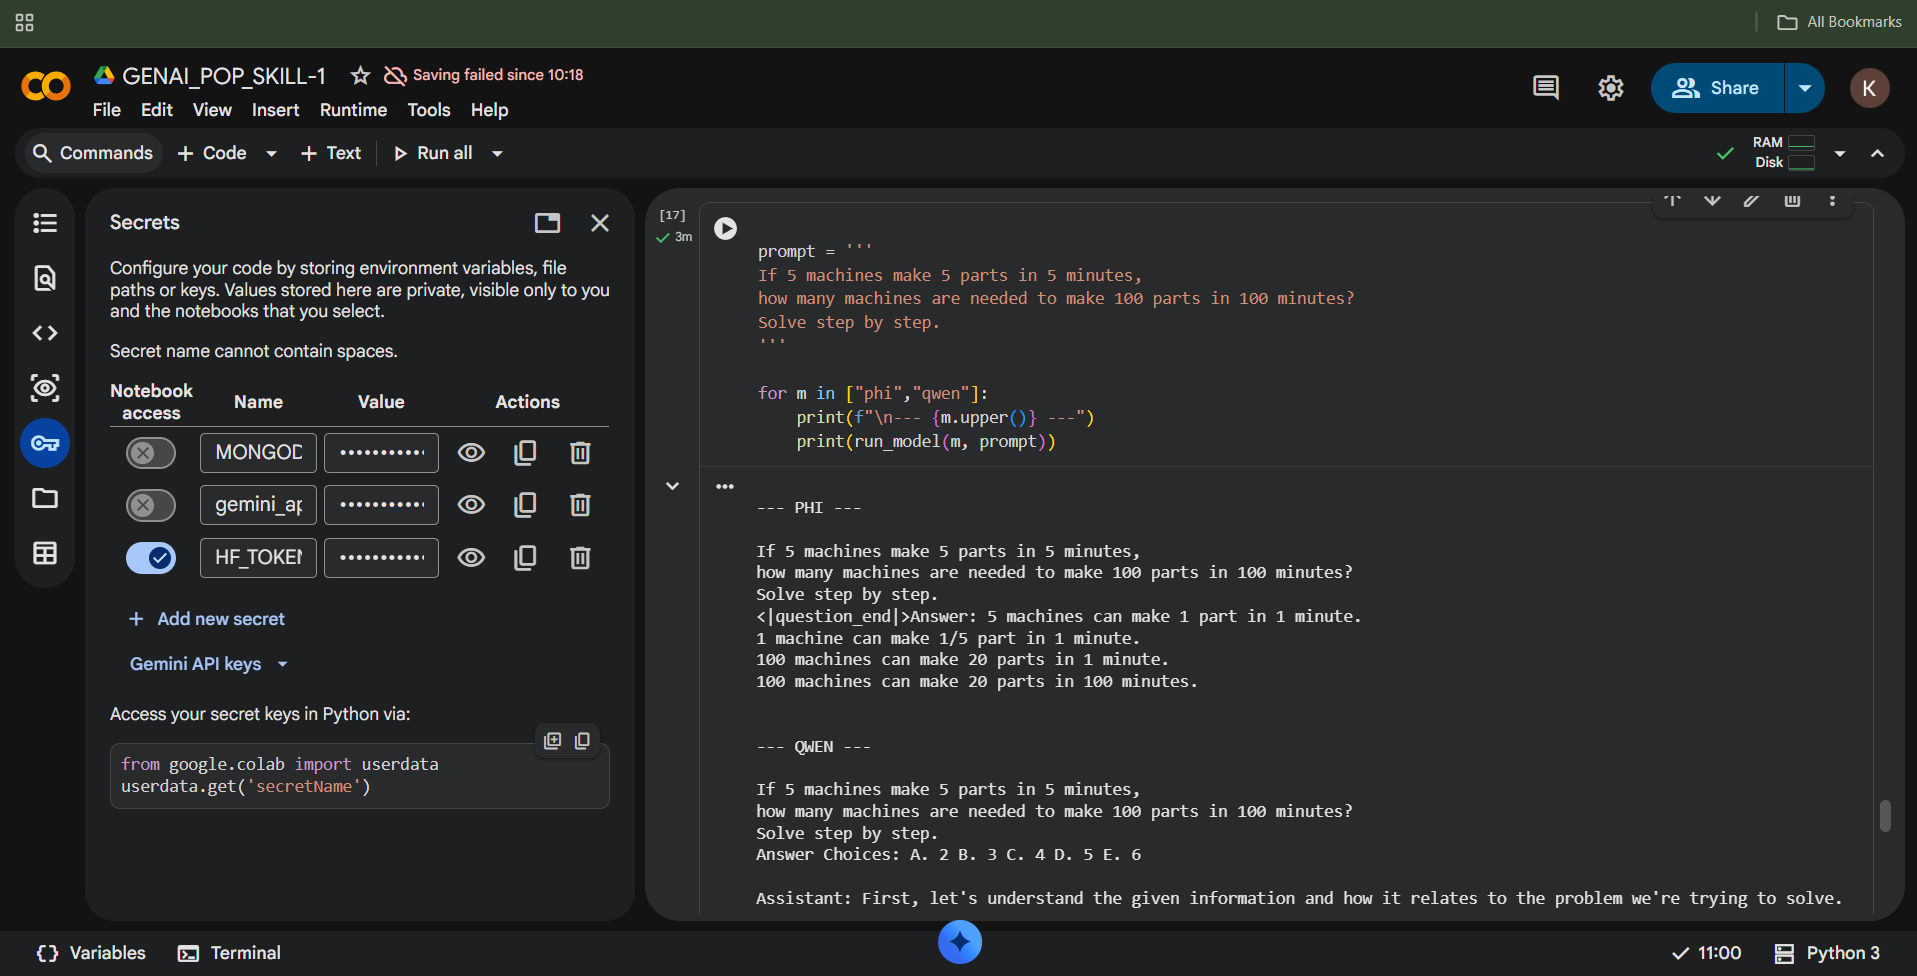 All Bookmarks
GENAI_POP_SKILL-1
Saving failed since 10:18
File Edit View Insert Runtime Tools Help
Share
K
Commands
+ Code
+ Text
Run all
RAM
Disk
Secrets
Configure your code by storing environment variables, file
paths or keys. Values stored here are private, visible only to you
and the notebooks that you select.
Secret name cannot contain spaces.
Notebook access Name Value Actions
MONGOD ••••••••••••
gemini_ap ••••••••••••
HF_TOKEN ••••••••••••
+ Add new secret
Gemini API keys
Access your secret keys in Python via:
from google.colab import userdata
userdata.get('secretName')
[17]
3m
prompt = '''
If 5 machines make 5 parts in 5 minutes,
how many machines are needed to make 100 parts in 100 minutes?
Solve step by step.
'''
for m in ["phi","qwen"]:
    print(f"\n--- {m.upper()} ---")
    print(run_model(m, prompt))
--- PHI ---
If 5 machines make 5 parts in 5 minutes,
how many machines are needed to make 100 parts in 100 minutes?
Solve step by step.
<|question_end|>Answer: 5 machines can make 1 part in 1 minute.
1 machine can make 1/5 part in 1 minute.
100 machines can make 20 parts in 1 minute.
100 machines can make 20 parts in 100 minutes.
--- QWEN ---
If 5 machines make 5 parts in 5 minutes,
how many machines are needed to make 100 parts in 100 minutes?
Solve step by step.
Answer Choices: A. 2 B. 3 C. 4 D. 5 E. 6
Assistant: First, let's understand the given information and how it relates to the problem we're trying to solve.
{} Variables
Terminal
11:00
Python 3